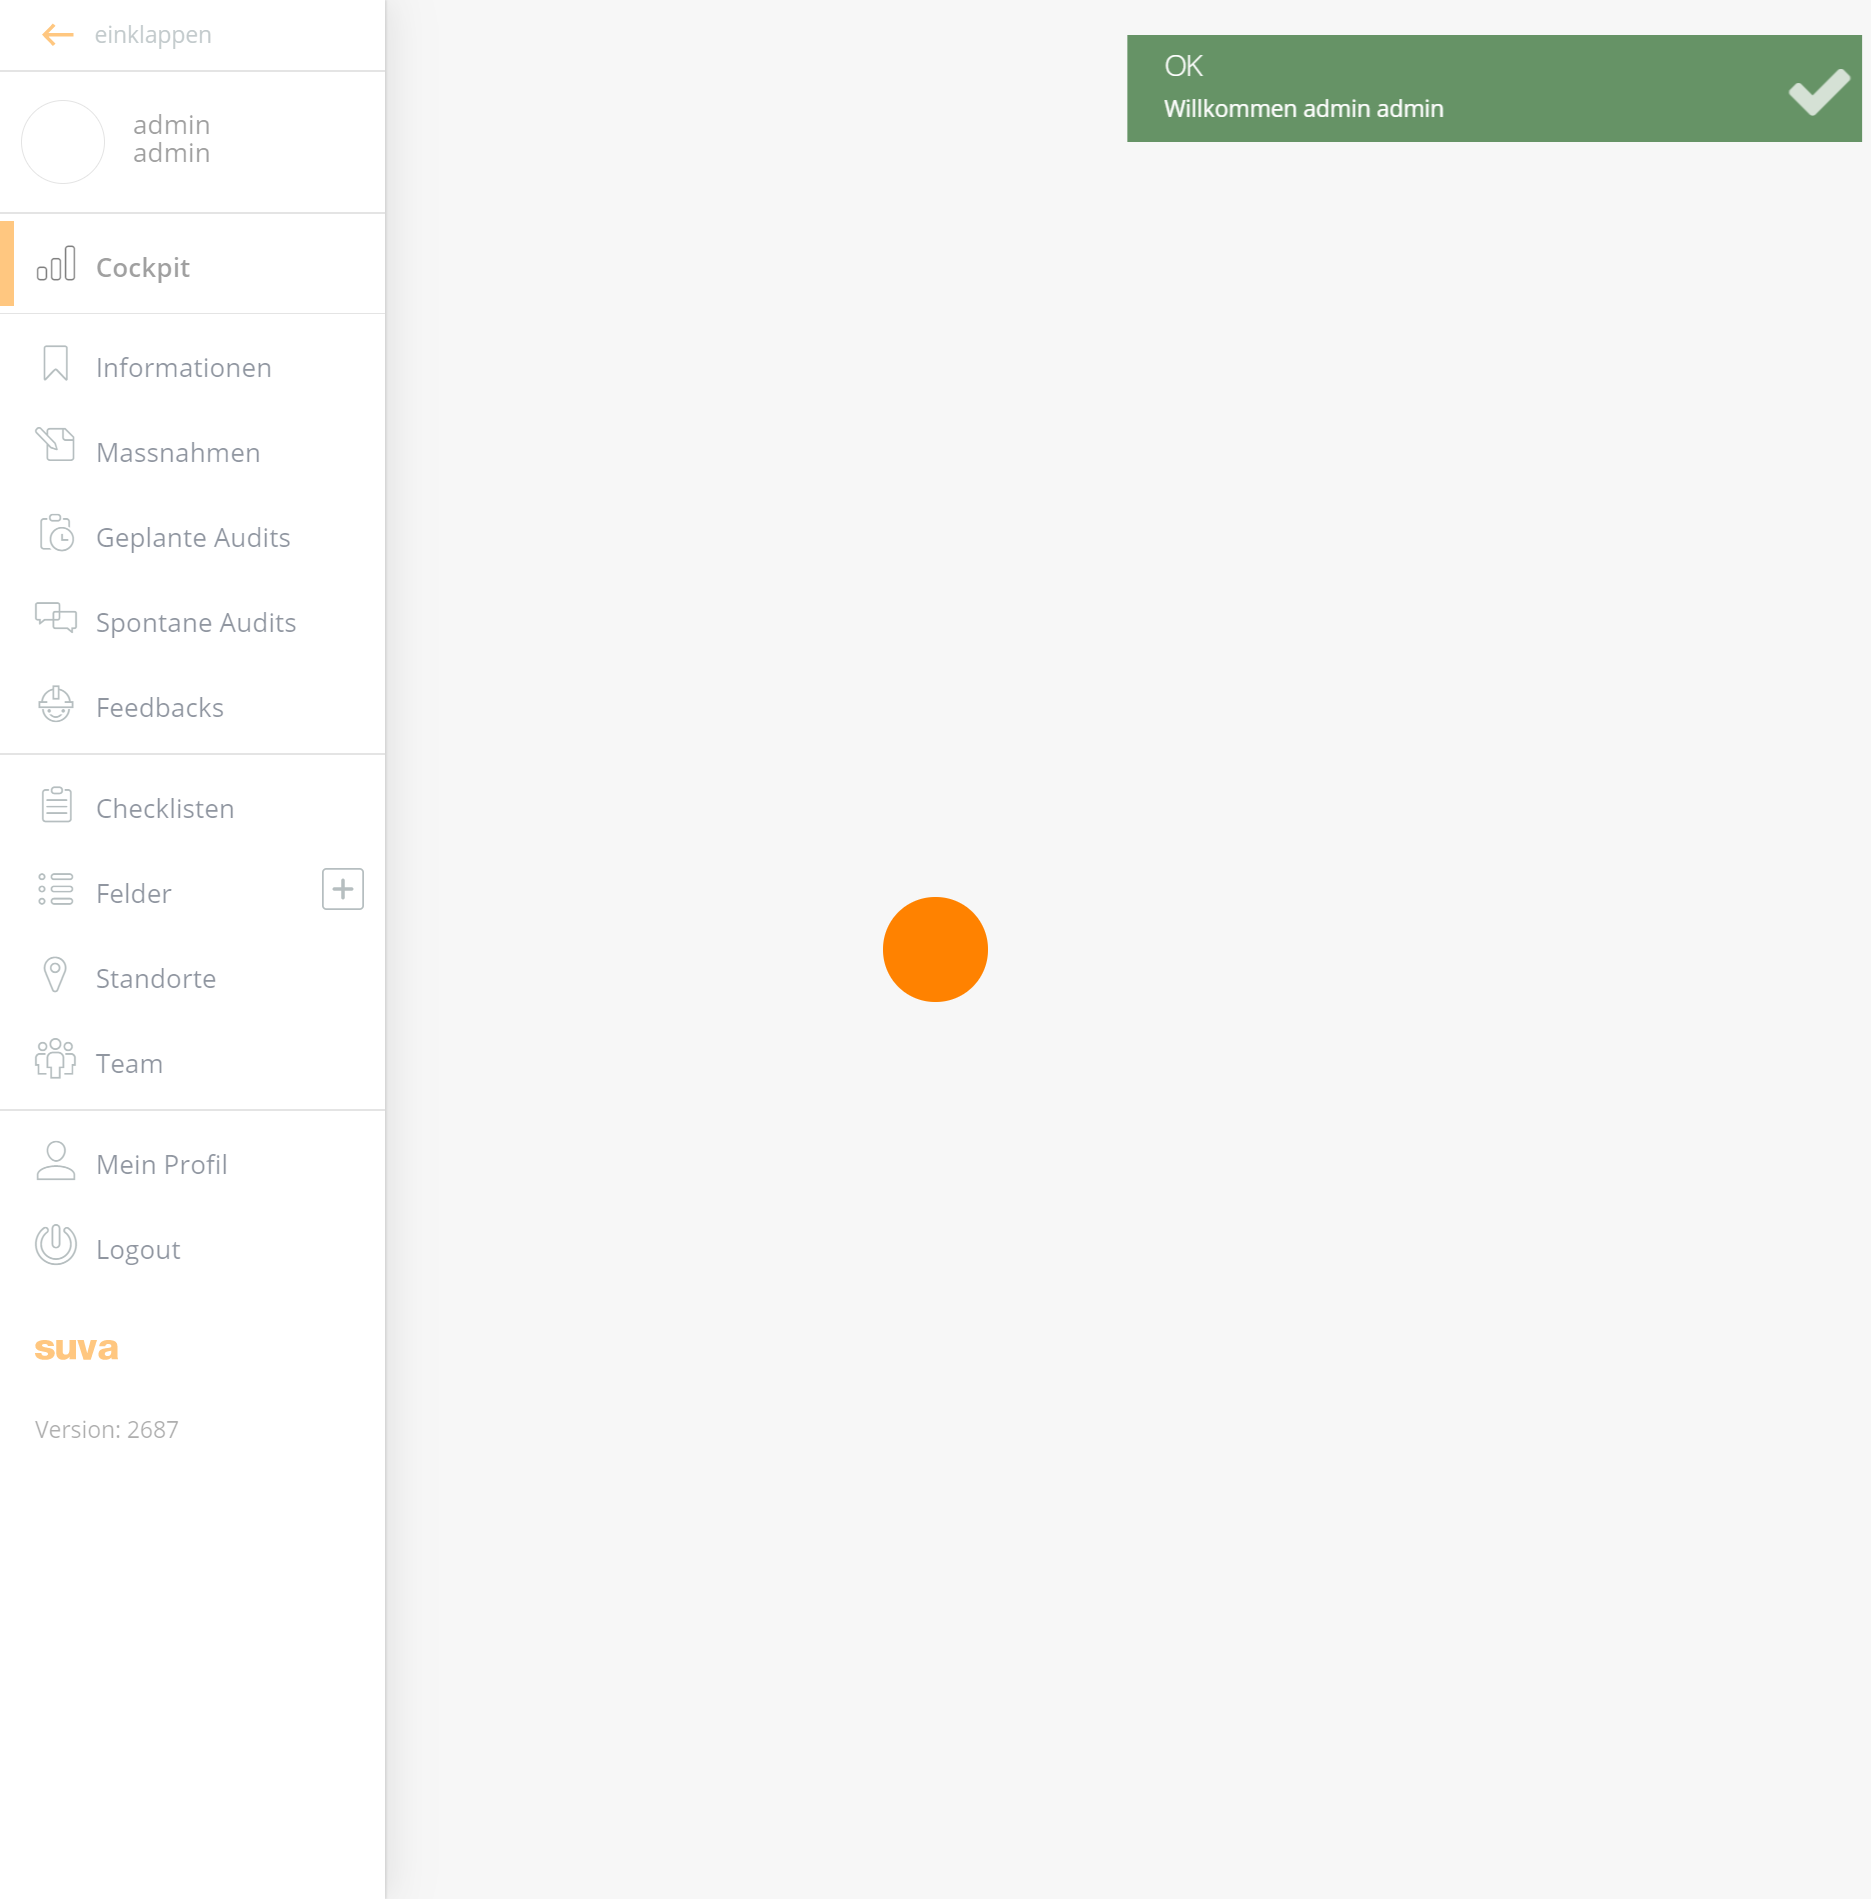 einklappen
admin
admin
Cockpit
Informationen
Massnahmen
Geplante Audits
Spontane Audits
Feedbacks
Checklisten
Felder
Standorte
Team
Mein Profil
Logout
suva
Version: 2687
OK
Willkommen admin admin